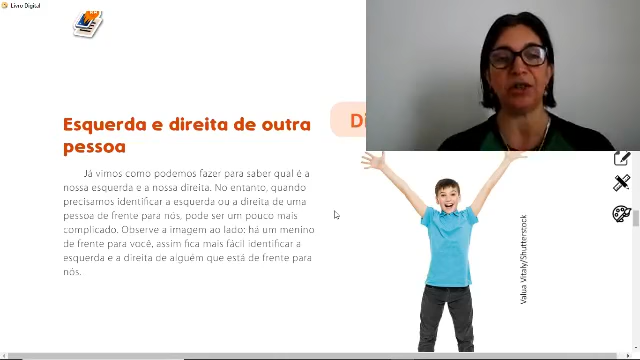 Livro Digital
Di
Esquerda e direita de outra
pessoa
Já vimos como podemos fazer para saber qual é a
nossa esquerda e a nossa direita. No entanto, quando
precisamos identificar a esquerda ou a direita de uma
pessoa de frente para nós, pode ser um pouco mais
complicado. Observe a imagem ao lado: há um menino
de frente para você, assim fica mais fácil identificar a
esquerda e a direita de alguém que está de frente para
nós.
Valua Vitaly/Shutterstock